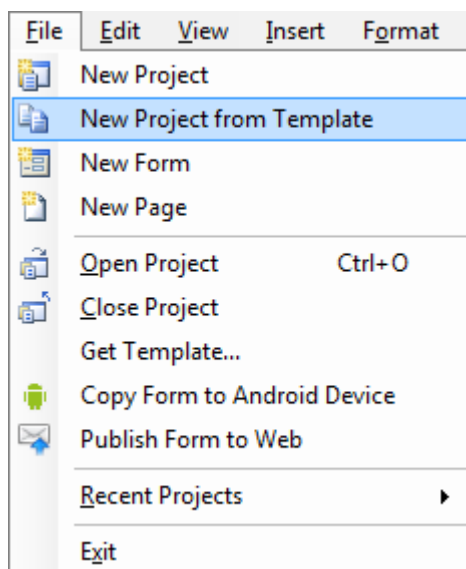 File Edit View Insert Format
New Project
New Project from Template
New Form
New Page
Open Project Ctrl+O
Close Project
Get Template...
Copy Form to Android Device
Publish Form to Web
Recent Projects
Exit